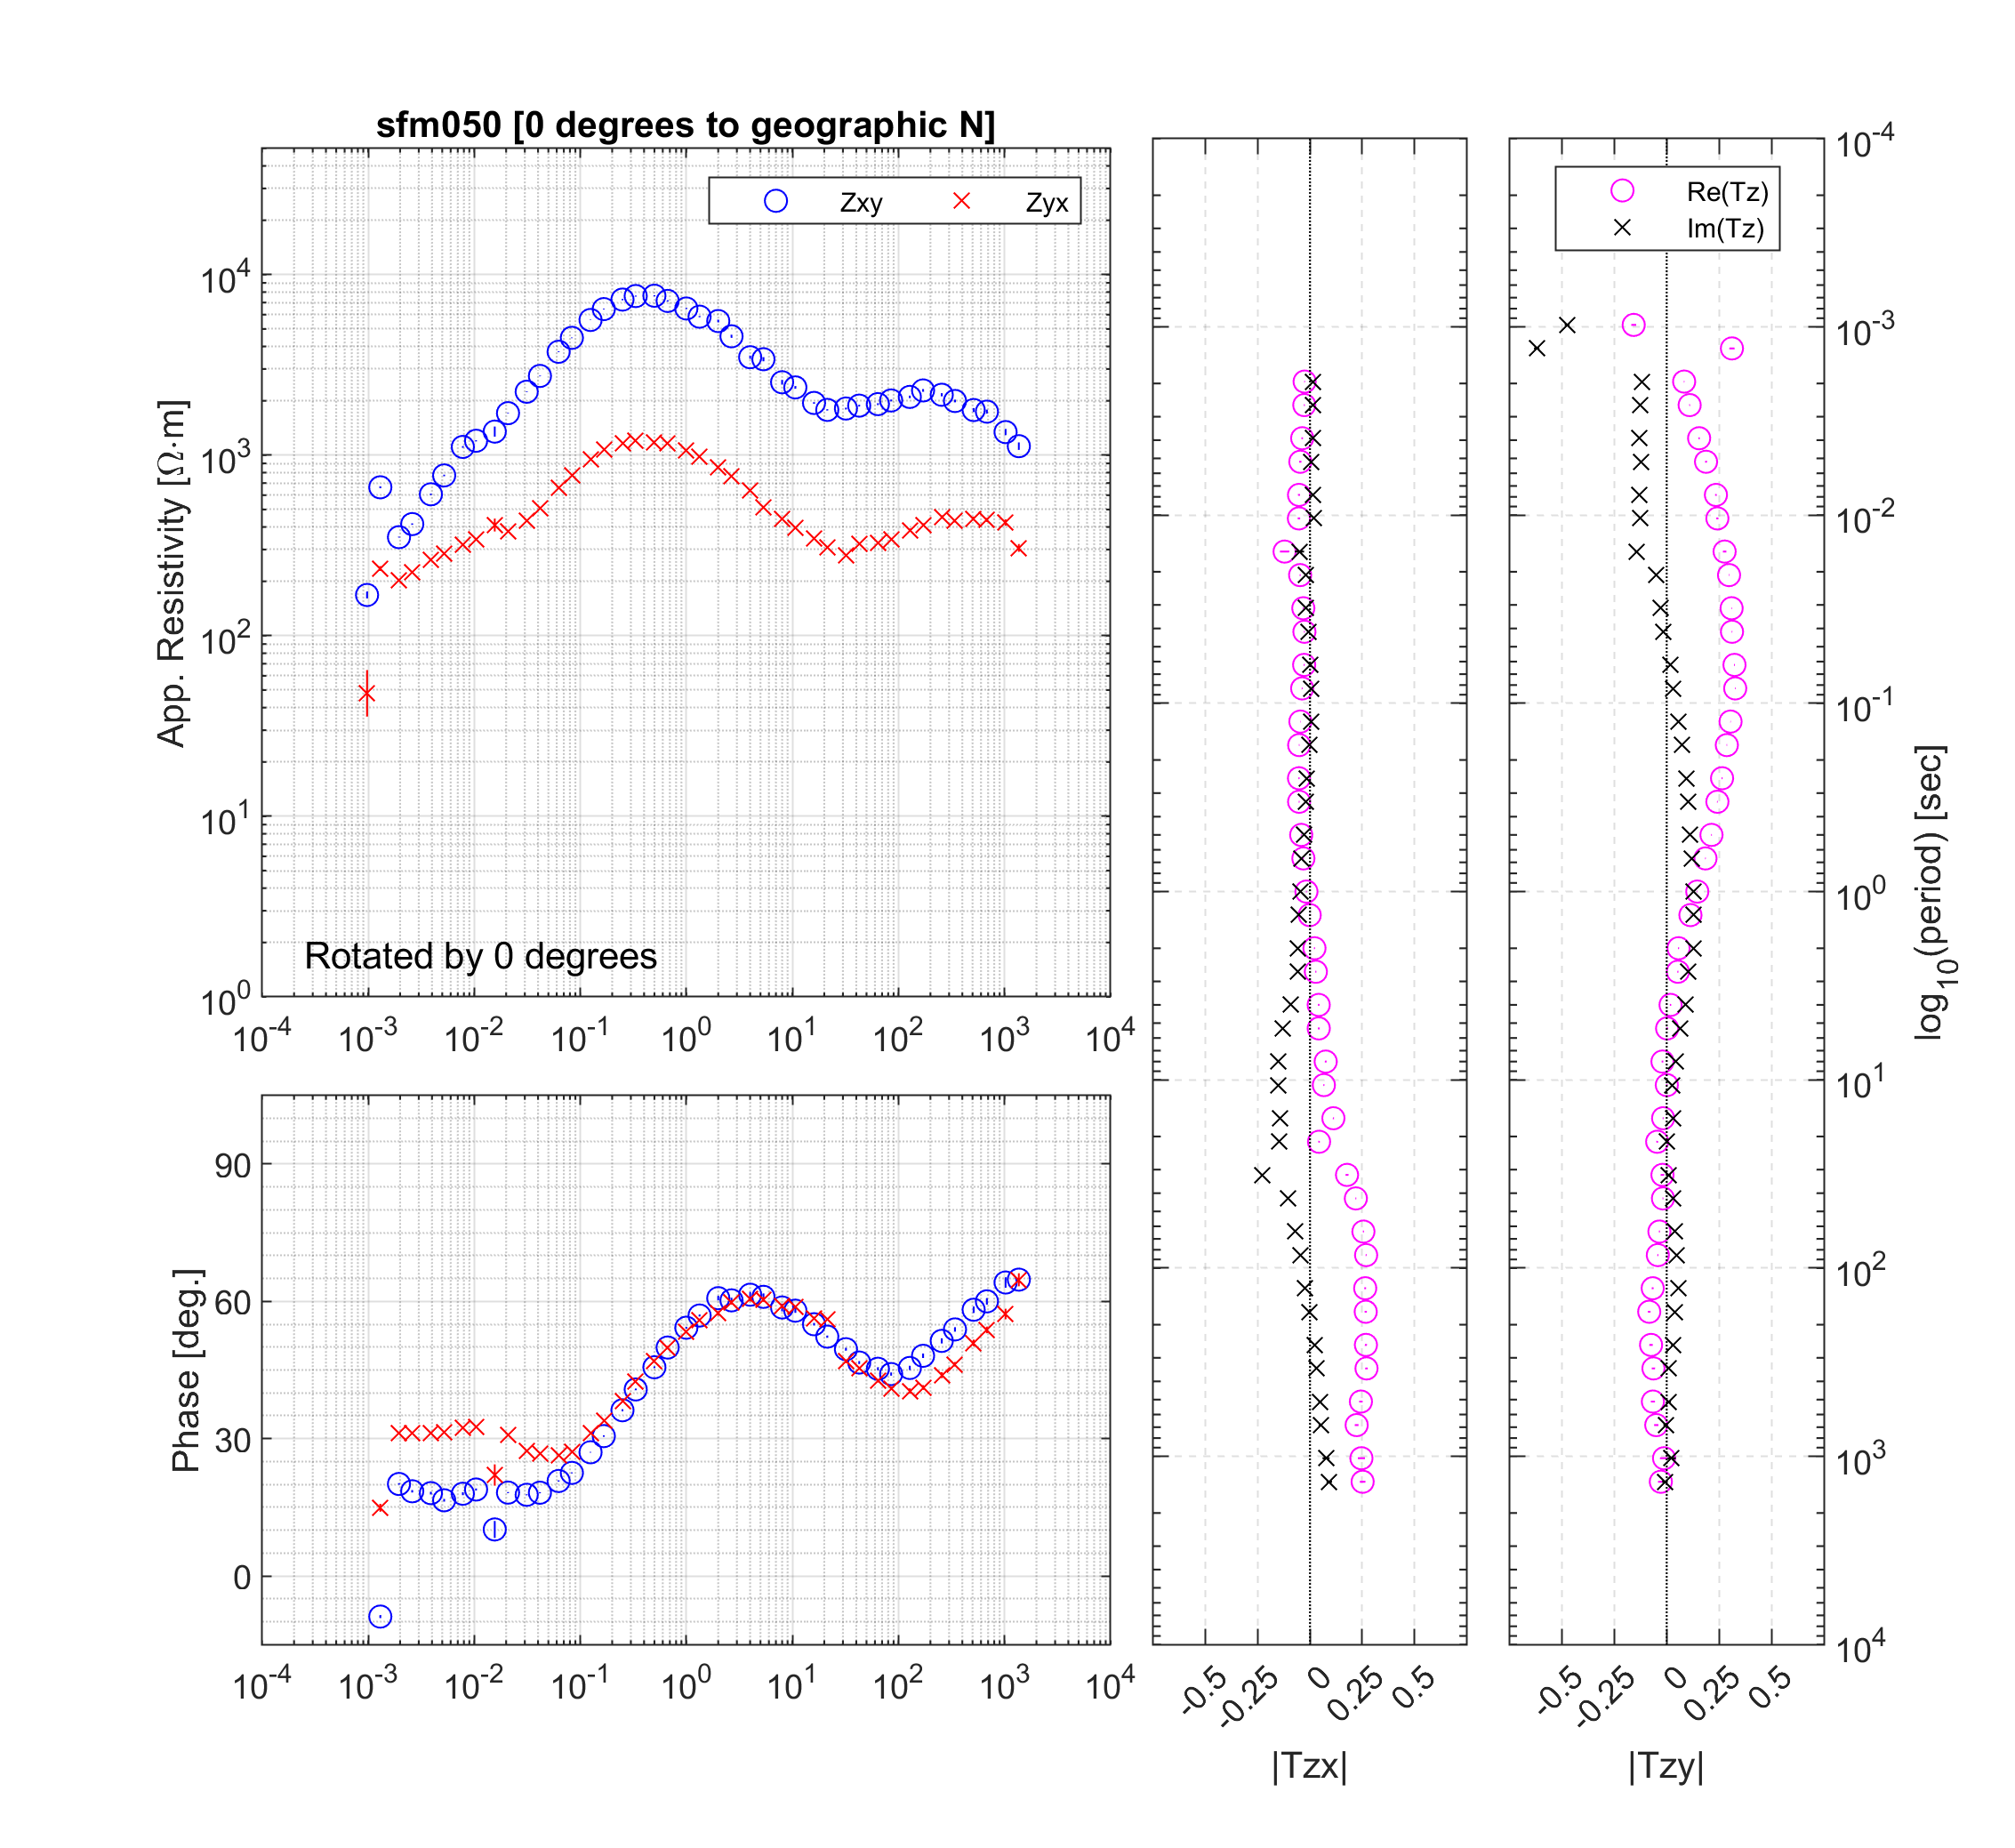 sfm050 [0 degrees to geographic N]
Zxy Zyx
App. Resistivity [Ω·m]
10^4
10^3
10^2
10^1
10^0
Rotated by 0 degrees
10^-4 10^-3 10^-2 10^-1 10^0 10^1 10^2 10^3 10^4
Phase [deg.]
90
60
30
0
10^-4 10^-3 10^-2 10^-1 10^0 10^1 10^2 10^3 10^4
-0.5 -0.25 0 0.25 0.5
|Tzx|
Re(Tz)
Im(Tz)
10^-4
10^-3
10^-2
10^-1
10^0
10^1
10^2
10^3
10^4
log10(period) [sec]
-0.5 -0.25 0 0.25 0.5
|Tzy|